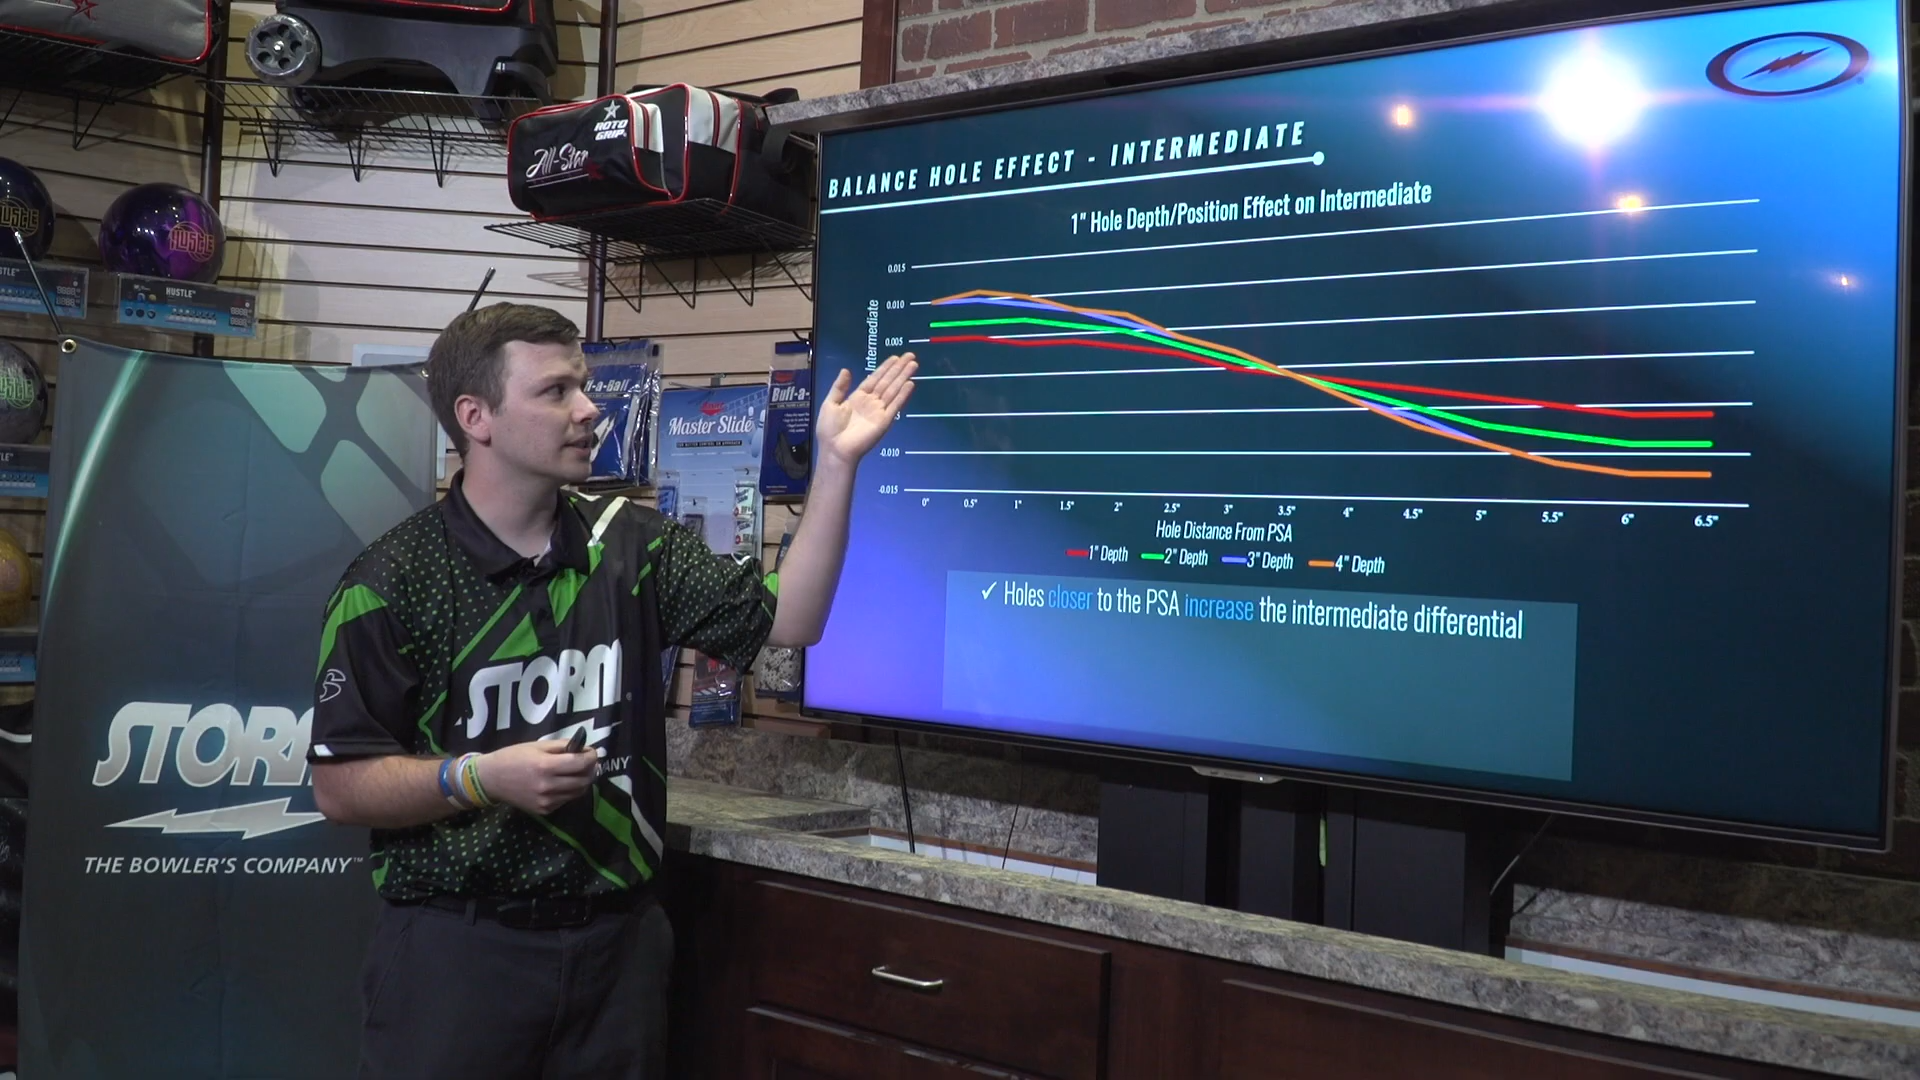 ROTO
GRIP
All-Star
HUSTLE
HUSTLE
HUSTLE
Buff-a-
Master Slide
STORM
THE BOWLER'S COMPANY™
STORM
BALANCE HOLE EFFECT - INTERMEDIATE
1" Hole Depth/Position Effect on Intermediate
Intermediate
0.015
0.010
0.005
-0.010
-0.015
0" 0.5" 1" 1.5" 2" 2.5" 3" 3.5" 4" 4.5" 5" 5.5" 6" 6.5"
Hole Distance From PSA
1" Depth 2" Depth 3" Depth 4" Depth
✓ Holes closer to the PSA increase the intermediate differential